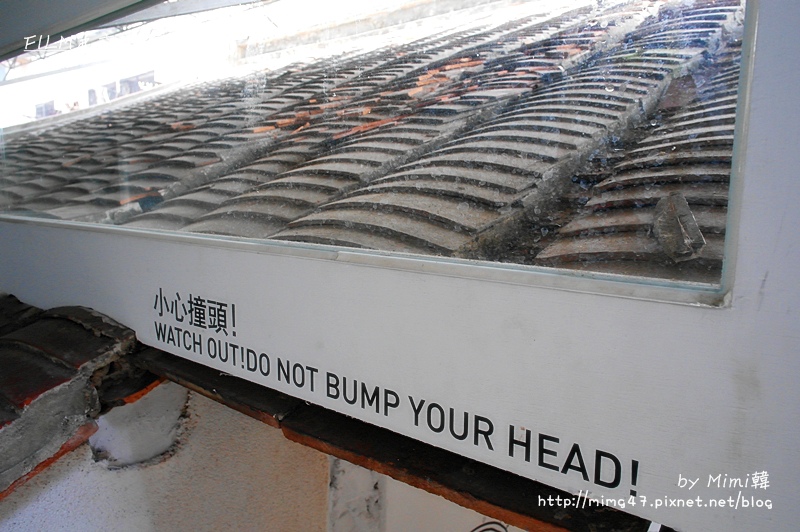 FILM
小心撞頭!
WATCH OUT!DO NOT BUMP YOUR HEAD!
by Mimi韓
http://mimg47.pixnet.net/blog